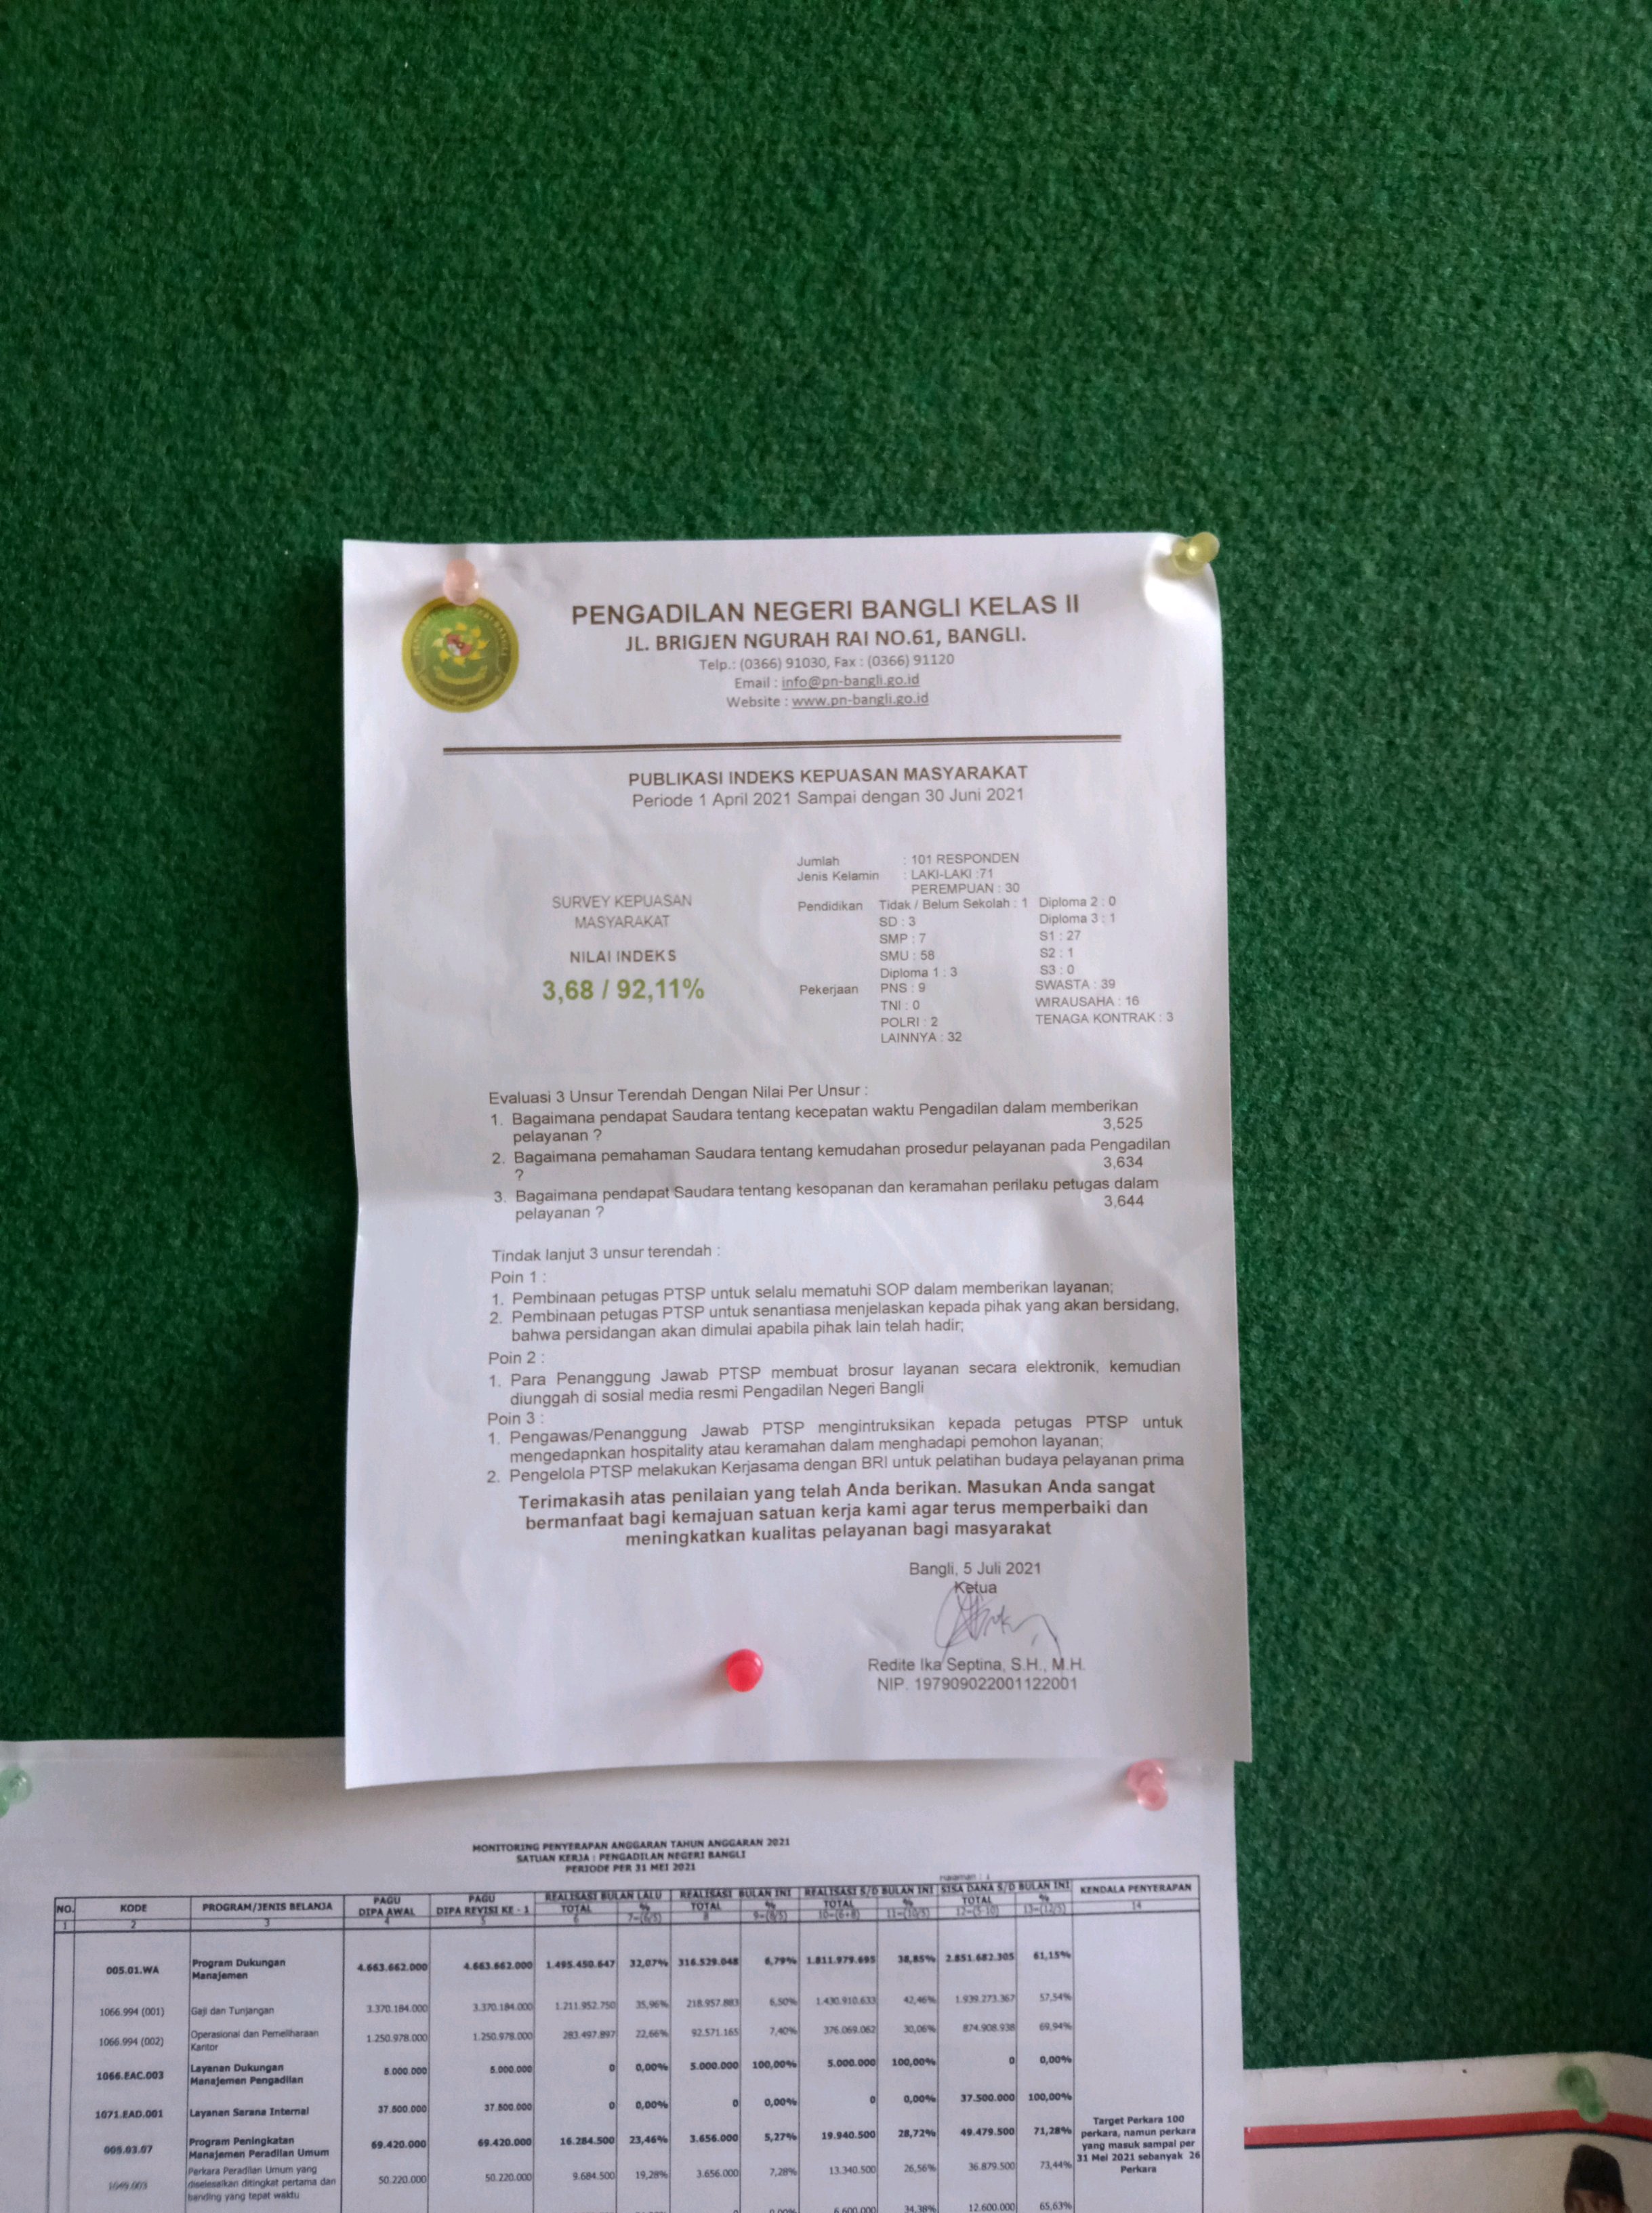 PENGADILAN NEGERI BANGLI KELAS II
JL. BRIGJEN NGURAH RAI NO.61, BANGLI.
Telp.: (0366) 91030, Fax : (0366) 91120
Email : info@pn-bangli.go.id
Website : www.pn-bangli.go.id
PUBLIKASI INDEKS KEPUASAN MASYARAKAT
Periode 1 April 2021 Sampai dengan 30 Juni 2021
SURVEY KEPUASAN
MASYARAKAT
NILAI INDEKS
3,68 / 92,11%
Jumlah : 101 RESPONDEN
Jenis Kelamin : LAKI-LAKI :71
PEREMPUAN : 30
Pendidikan Tidak / Belum Sekolah : 1 Diploma 2 : 0
SD : 3 Diploma 3 : 1
SMP : 7 S1 : 27
SMU : 58 S2 : 1
Diploma 1 : 3 S3 : 0
Pekerjaan PNS : 9 SWASTA : 39
TNI : 0 WIRAUSAHA : 16
POLRI : 2 TENAGA KONTRAK : 3
LAINNYA : 32
Evaluasi 3 Unsur Terendah Dengan Nilai Per Unsur :
1. Bagaimana pendapat Saudara tentang kecepatan waktu Pengadilan dalam memberikan
pelayanan ? 3,525
2. Bagaimana pemahaman Saudara tentang kemudahan prosedur pelayanan pada Pengadilan
? 3,634
3. Bagaimana pendapat Saudara tentang kesopanan dan keramahan perilaku petugas dalam
pelayanan ? 3,644
Tindak lanjut 3 unsur terendah :
Poin 1 :
1. Pembinaan petugas PTSP untuk selalu mematuhi SOP dalam memberikan layanan;
2. Pembinaan petugas PTSP untuk senantiasa menjelaskan kepada pihak yang akan bersidang,
bahwa persidangan akan dimulai apabila pihak lain telah hadir;
Poin 2 :
1. Para Penanggung Jawab PTSP membuat brosur layanan secara elektronik, kemudian
diunggah di sosial media resmi Pengadilan Negeri Bangli
Poin 3 :
1. Pengawas/Penanggung Jawab PTSP mengintruksikan kepada petugas PTSP untuk
mengedapnkan hospitality atau keramahan dalam menghadapi pemohon layanan;
2. Pengelola PTSP melakukan Kerjasama dengan BRI untuk pelatihan budaya pelayanan prima
Terimakasih atas penilaian yang telah Anda berikan. Masukan Anda sangat
bermanfaat bagi kemajuan satuan kerja kami agar terus memperbaiki dan
meningkatkan kualitas pelayanan bagi masyarakat
Bangli, 5 Juli 2021
Ketua
Redite Ika Septina, S.H., M.H.
NIP. 197909022001122001
MONITORING PENYERAPAN ANGGARAN TAHUN ANGGARAN 2021
SATUAN KERJA : PENGADILAN NEGERI BANGLI
PERIODE PER 31 MEI 2021
Halaman : 1
NO. KODE PROGRAM/JENIS BELANJA PAGU DIPA AWAL PAGU DIPA REVISI KE - 1 REALISASI BULAN LALU REALISASI BULAN INI REALISASI S/D BULAN INI SISA DANA S/D BULAN INI KENDALA PENYERAPAN
TOTAL % TOTAL % TOTAL % TOTAL %
1 2 3 4 5 6 7=(6/5) 8 9=(8/5) 10=(6+8) 11=(10/5) 12=(5-10) 13=(12/5) 14
005.01.WA Program Dukungan Manajemen 4.663.662.000 4.663.662.000 1.495.450.647 32,07% 316.529.048 6,79% 1.811.979.695 38,85% 2.851.682.305 61,15%
1066.994 (001) Gaji dan Tunjangan 3.370.184.000 3.370.184.000 1.211.952.750 35,96% 218.957.883 6,50% 1.430.910.633 42,46% 1.939.273.367 57,54%
1066.994 (002) Operasional dan Pemeliharaan Kantor 1.250.978.000 1.250.978.000 283.497.897 22,66% 92.571.165 7,40% 376.069.062 30,06% 874.908.938 69,94%
1066.EAC.003 Layanan Dukungan Manajemen Pengadilan 5.000.000 5.000.000 0 0,00% 5.000.000 100,00% 5.000.000 100,00% 0 0,00%
1071.EAD.001 Layanan Sarana Internal 37.500.000 37.500.000 0 0,00% 0 0,00% 0 0,00% 37.500.000 100,00%
005.03.07 Program Peningkatan Manajemen Peradilan Umum 69.420.000 69.420.000 16.284.500 23,46% 3.656.000 5,27% 19.940.500 28,72% 49.479.500 71,28%
Target Perkara 100
perkara, namun perkara
yang masuk sampai per
31 Mei 2021 sebanyak 26
Perkara
1049.003 Perkara Peradilan Umum yang diselesaikan ditingkat pertama dan banding yang tepat waktu 50.220.000 50.220.000 9.684.500 19,28% 3.656.000 7,28% 13.340.500 26,56% 36.879.500 73,44%
6.600.000 34,38% 12.600.000 65,63%